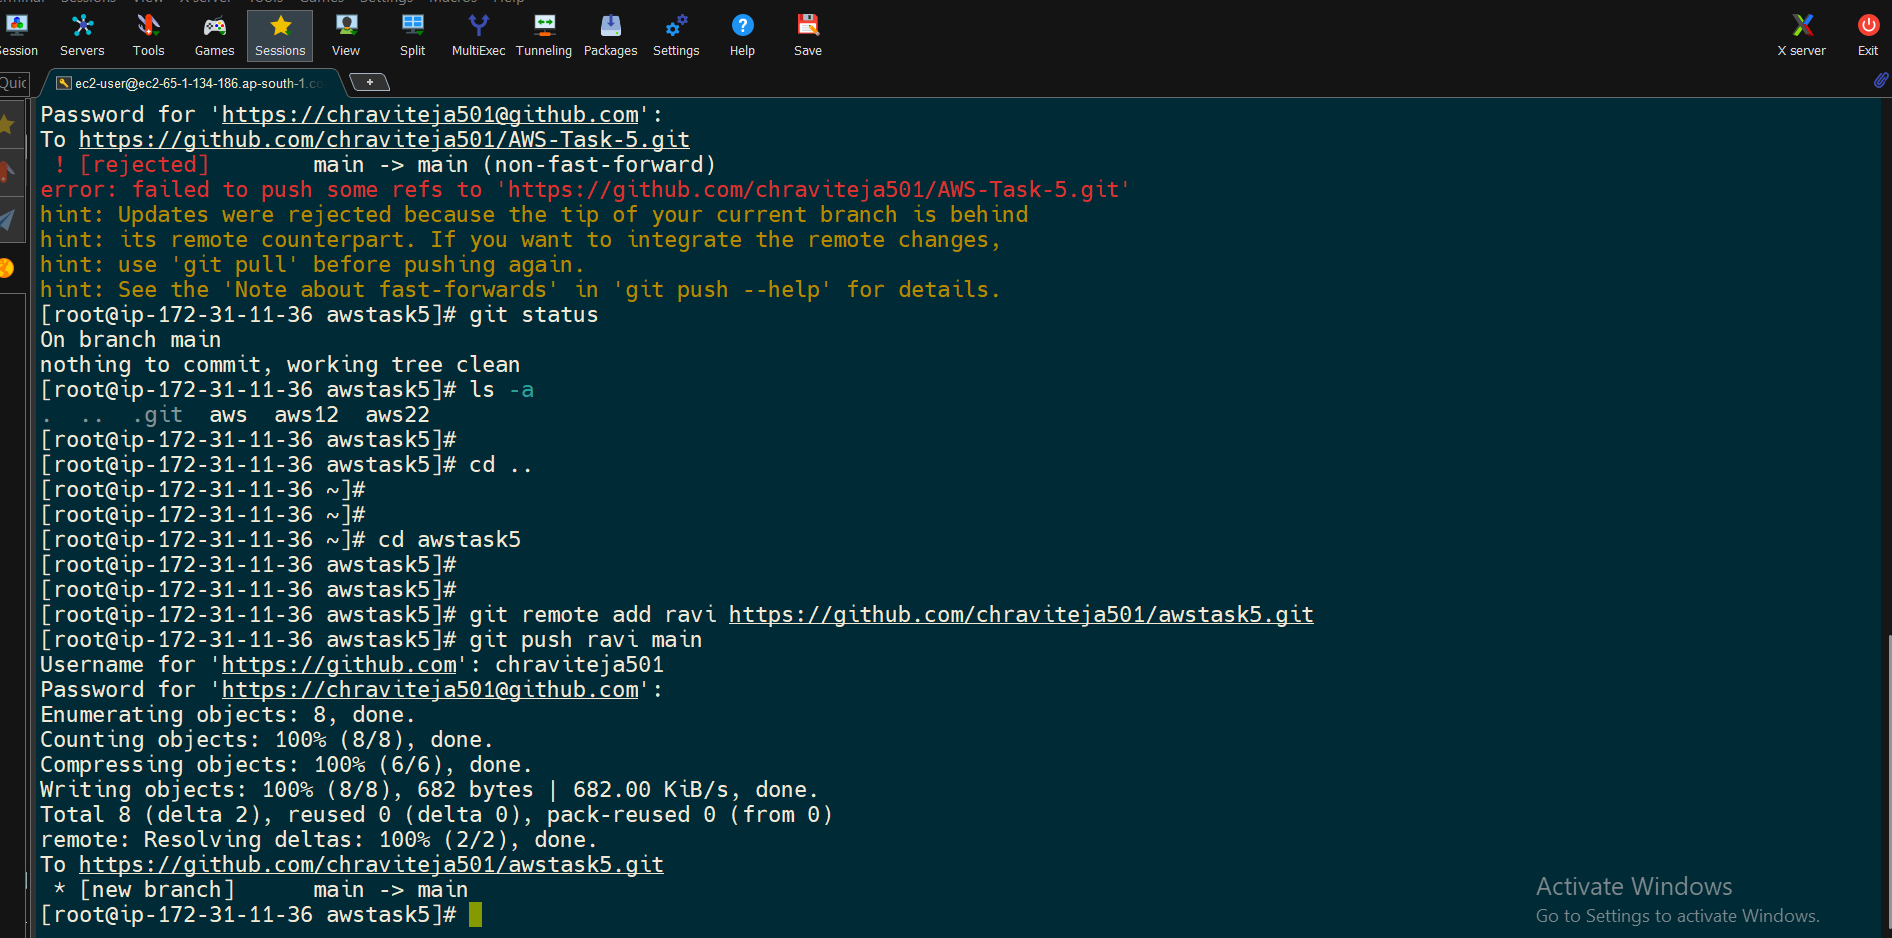 Session Servers Tools Games Sessions View Split MultiExec Tunneling Packages Settings Help Save X server Exit
ec2-user@ec2-65-1-134-186.ap-south-1.co
Password for 'https://chraviteja501@github.com':
To https://github.com/chraviteja501/AWS-Task-5.git
! [rejected]        main -> main (non-fast-forward)
error: failed to push some refs to 'https://github.com/chraviteja501/AWS-Task-5.git'
hint: Updates were rejected because the tip of your current branch is behind
hint: its remote counterpart. If you want to integrate the remote changes,
hint: use 'git pull' before pushing again.
hint: See the 'Note about fast-forwards' in 'git push --help' for details.
[root@ip-172-31-11-36 awstask5]# git status
On branch main
nothing to commit, working tree clean
[root@ip-172-31-11-36 awstask5]# ls -a
.  ..  .git  aws  aws12  aws22
[root@ip-172-31-11-36 awstask5]#
[root@ip-172-31-11-36 awstask5]# cd ..
[root@ip-172-31-11-36 ~]#
[root@ip-172-31-11-36 ~]#
[root@ip-172-31-11-36 ~]# cd awstask5
[root@ip-172-31-11-36 awstask5]#
[root@ip-172-31-11-36 awstask5]#
[root@ip-172-31-11-36 awstask5]# git remote add ravi https://github.com/chraviteja501/awstask5.git
[root@ip-172-31-11-36 awstask5]# git push ravi main
Username for 'https://github.com': chraviteja501
Password for 'https://chraviteja501@github.com':
Enumerating objects: 8, done.
Counting objects: 100% (8/8), done.
Compressing objects: 100% (6/6), done.
Writing objects: 100% (8/8), 682 bytes | 682.00 KiB/s, done.
Total 8 (delta 2), reused 0 (delta 0), pack-reused 0 (from 0)
remote: Resolving deltas: 100% (2/2), done.
To https://github.com/chraviteja501/awstask5.git
* [new branch]      main -> main
[root@ip-172-31-11-36 awstask5]#
Activate Windows
Go to Settings to activate Windows.